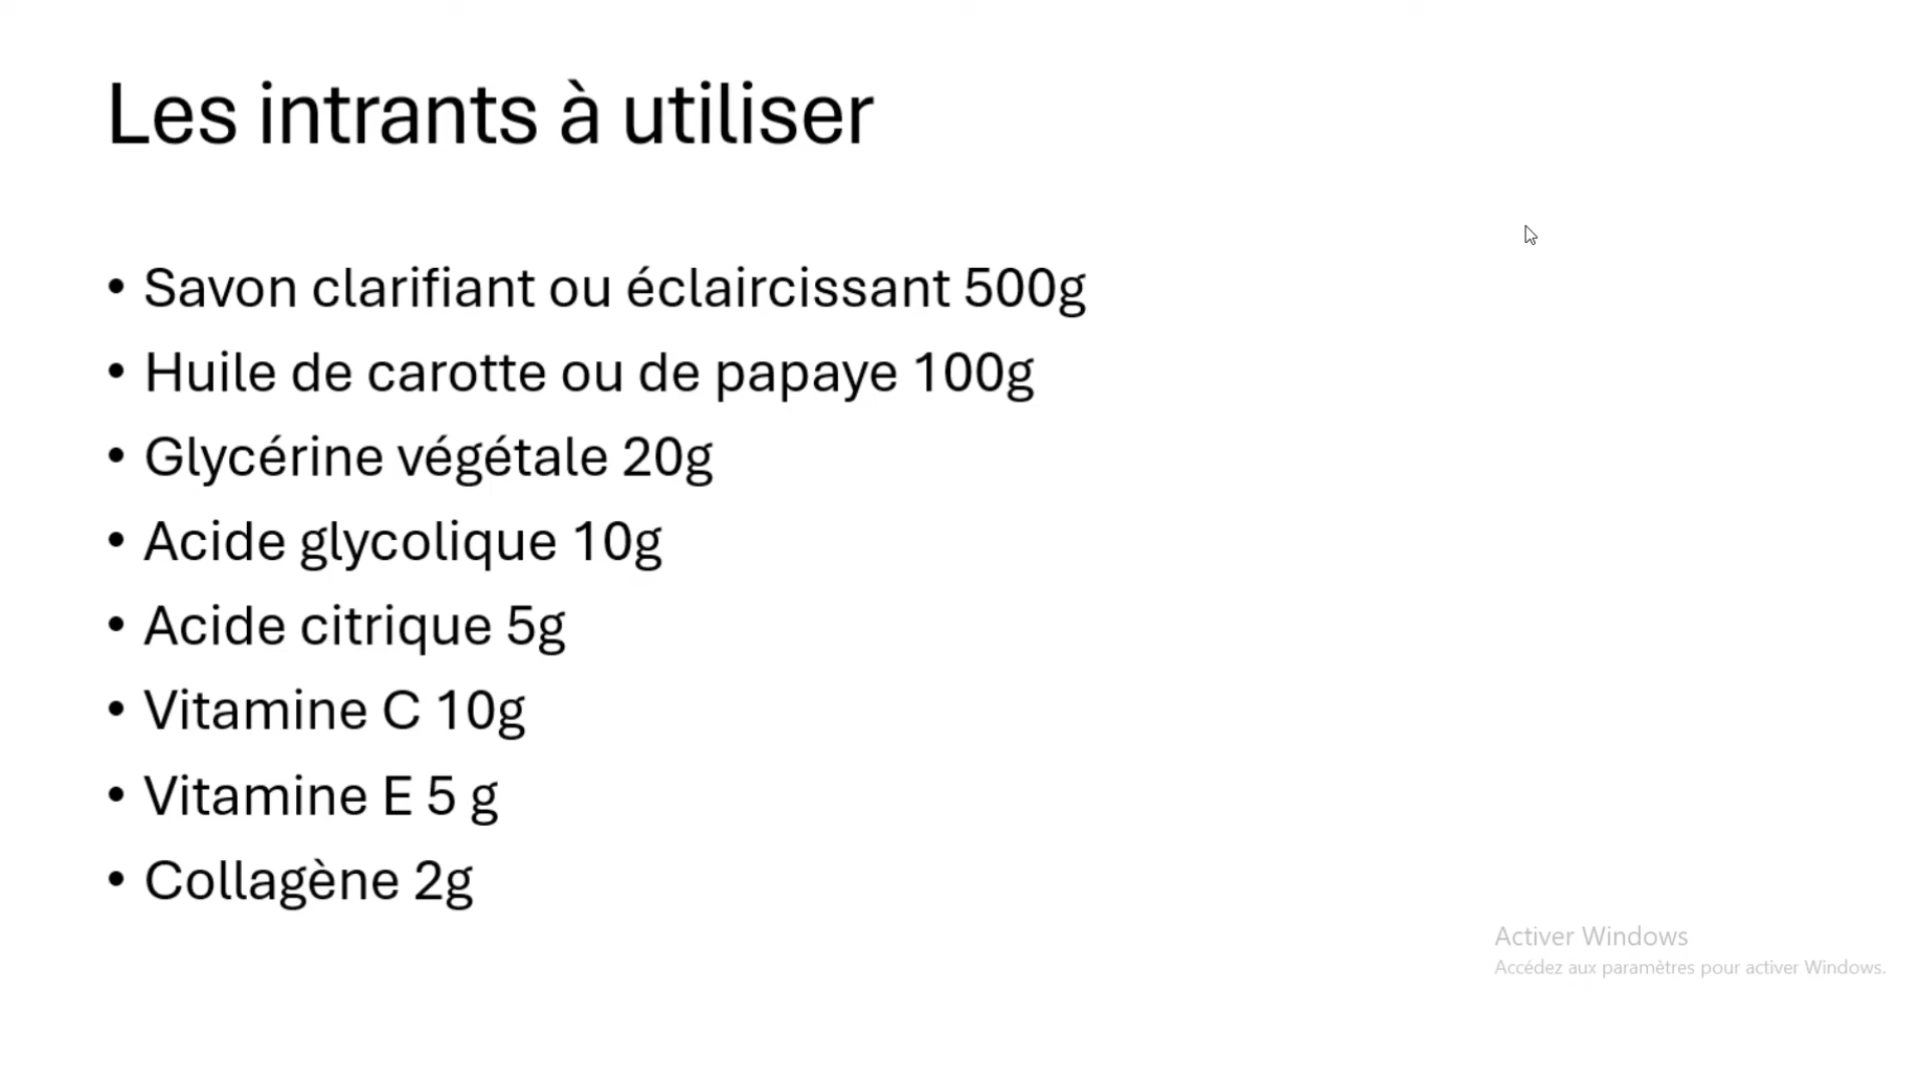 Les intrants à utiliser
• Savon clarifiant ou éclaircissant 500g
• Huile de carotte ou de papaye 100g
• Glycérine végétale 20g
• Acide glycolique 10g
• Acide citrique 5g
• Vitamine C 10g
• Vitamine E 5 g
• Collagène 2g
Activer Windows
Accédez aux paramètres pour activer Windows.